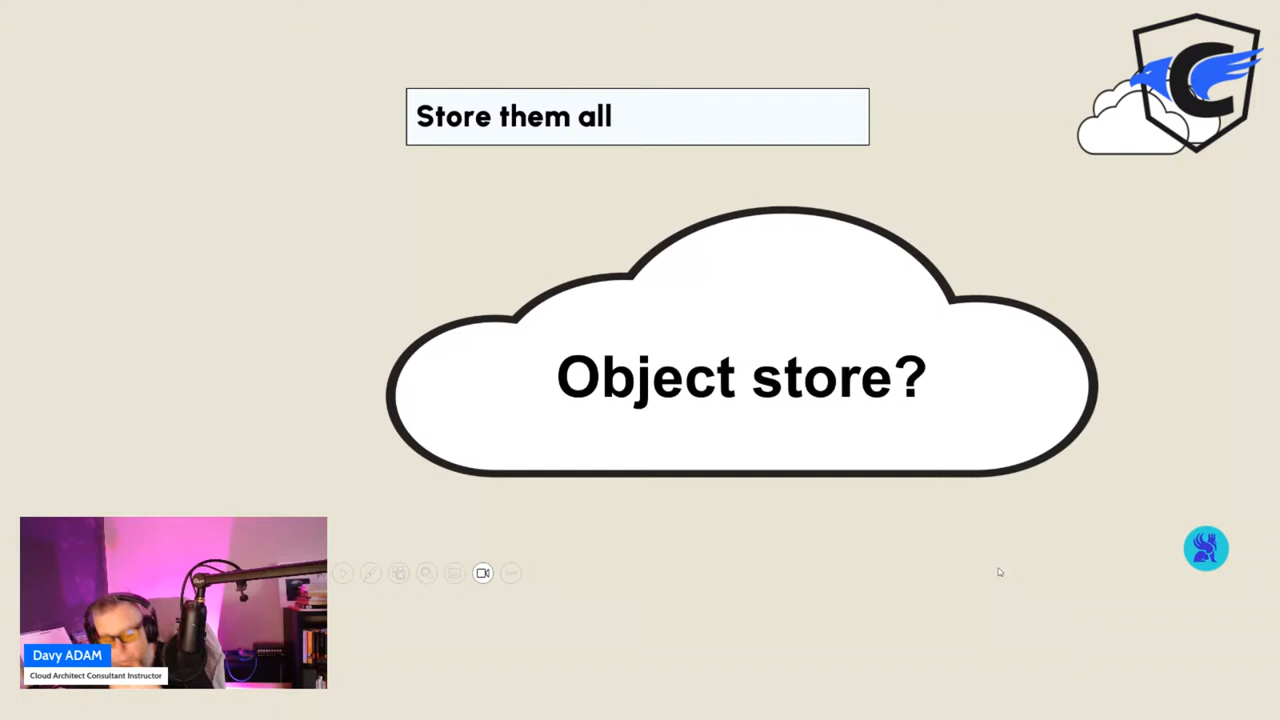 Store them all
C
Object store?
Davy ADAM
Cloud Architect Consultant Instructor